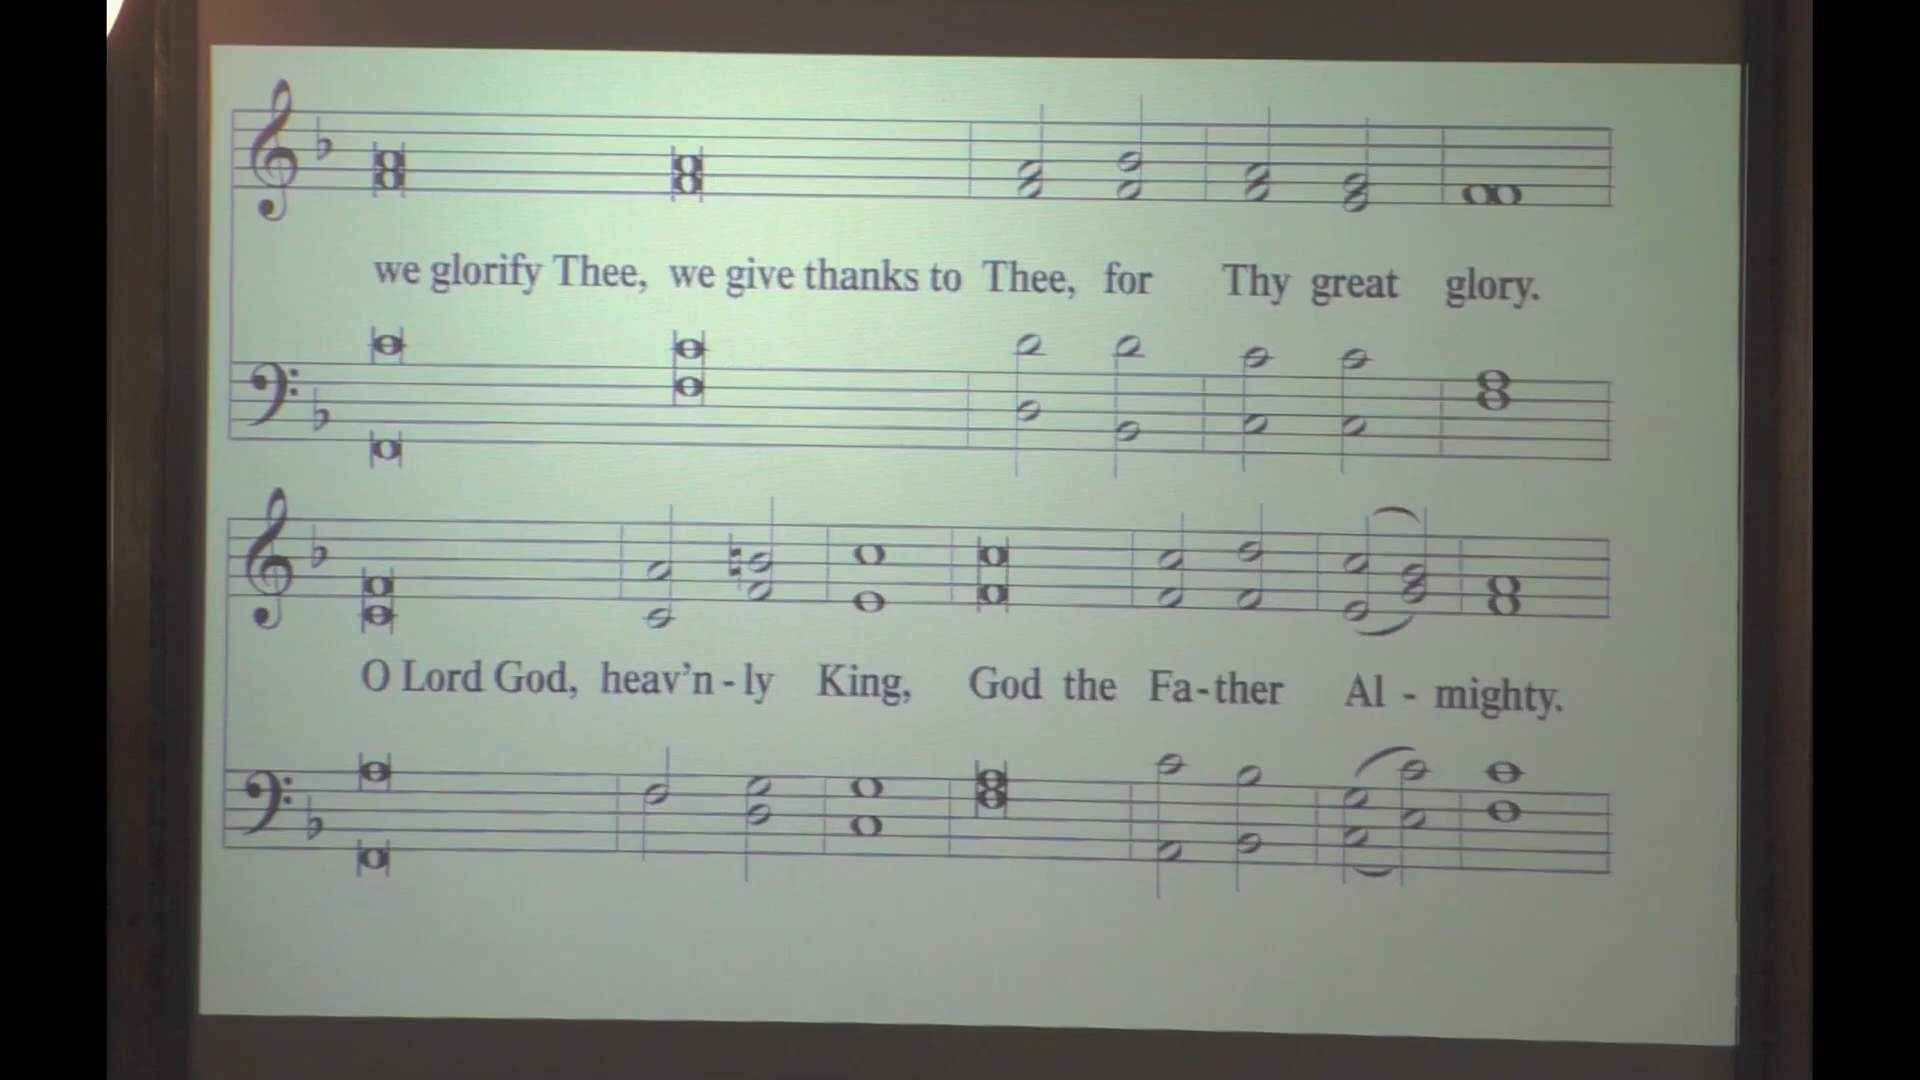 we glorify Thee, we give thanks to Thee, for Thy great glory.
O Lord God, heav'n - ly King, God the Fa - ther Al - mighty.